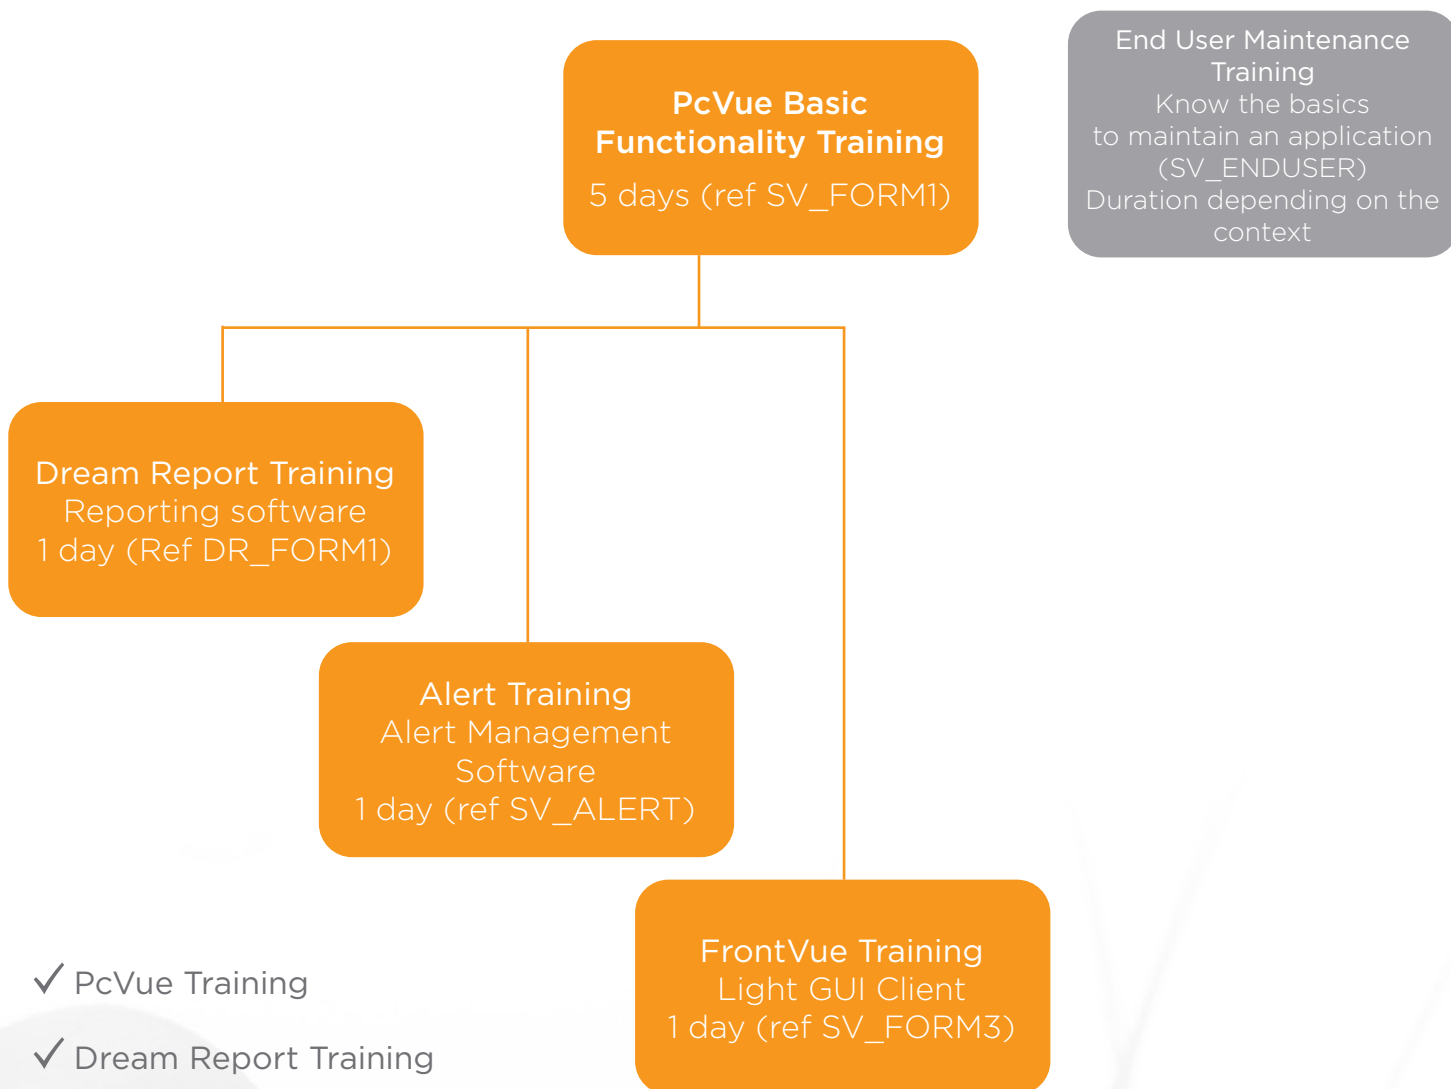 PcVue Basic
Functionality Training
5 days (ref SV_FORM1)
End User Maintenance
Training
Know the basics
to maintain an application
(SV_ENDUSER)
Duration depending on the
context
Dream Report Training
Reporting software
1 day (Ref DR_FORM1)
Alert Training
Alert Management
Software
1 day (ref SV_ALERT)
FrontVue Training
Light GUI Client
1 day (ref SV_FORM3)
✓ PcVue Training
✓ Dream Report Training